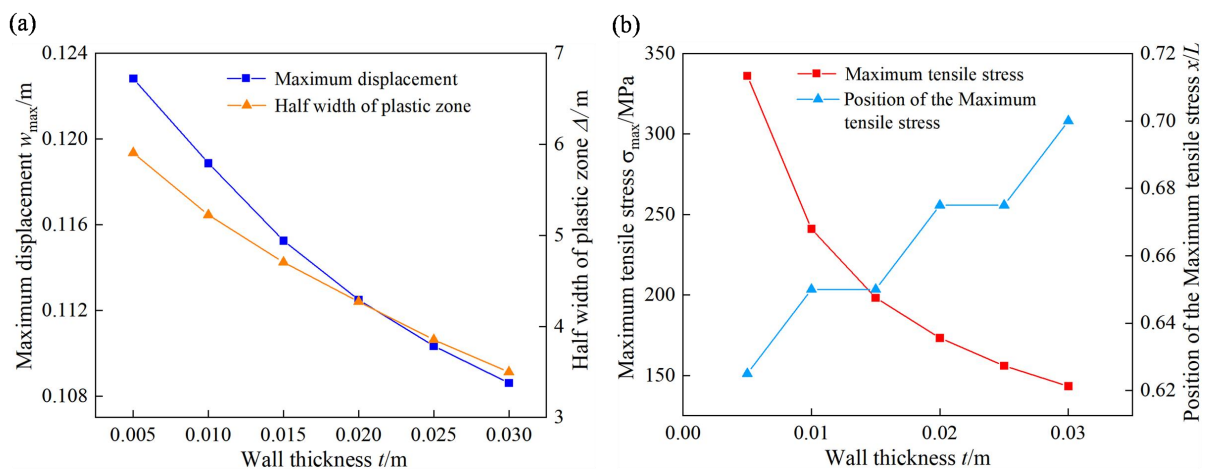 (a)
0.124
0.120
0.116
0.112
0.108
Maximum displacement wmax/m
Maximum displacement
Half width of plastic zone
7
6
5
4
3
Half width of plastic zone Δ/m
0.005 0.010 0.015 0.020 0.025 0.030
Wall thickness t/m
(b)
350
300
250
200
150
Maximum tensile stress σmax/MPa
Maximum tensile stress
Position of the Maximum
tensile stress
0.72
0.70
0.68
0.66
0.64
0.62
Position of the Maximum tensile stress x/L
0.00 0.01 0.02 0.03
Wall thickness t/m